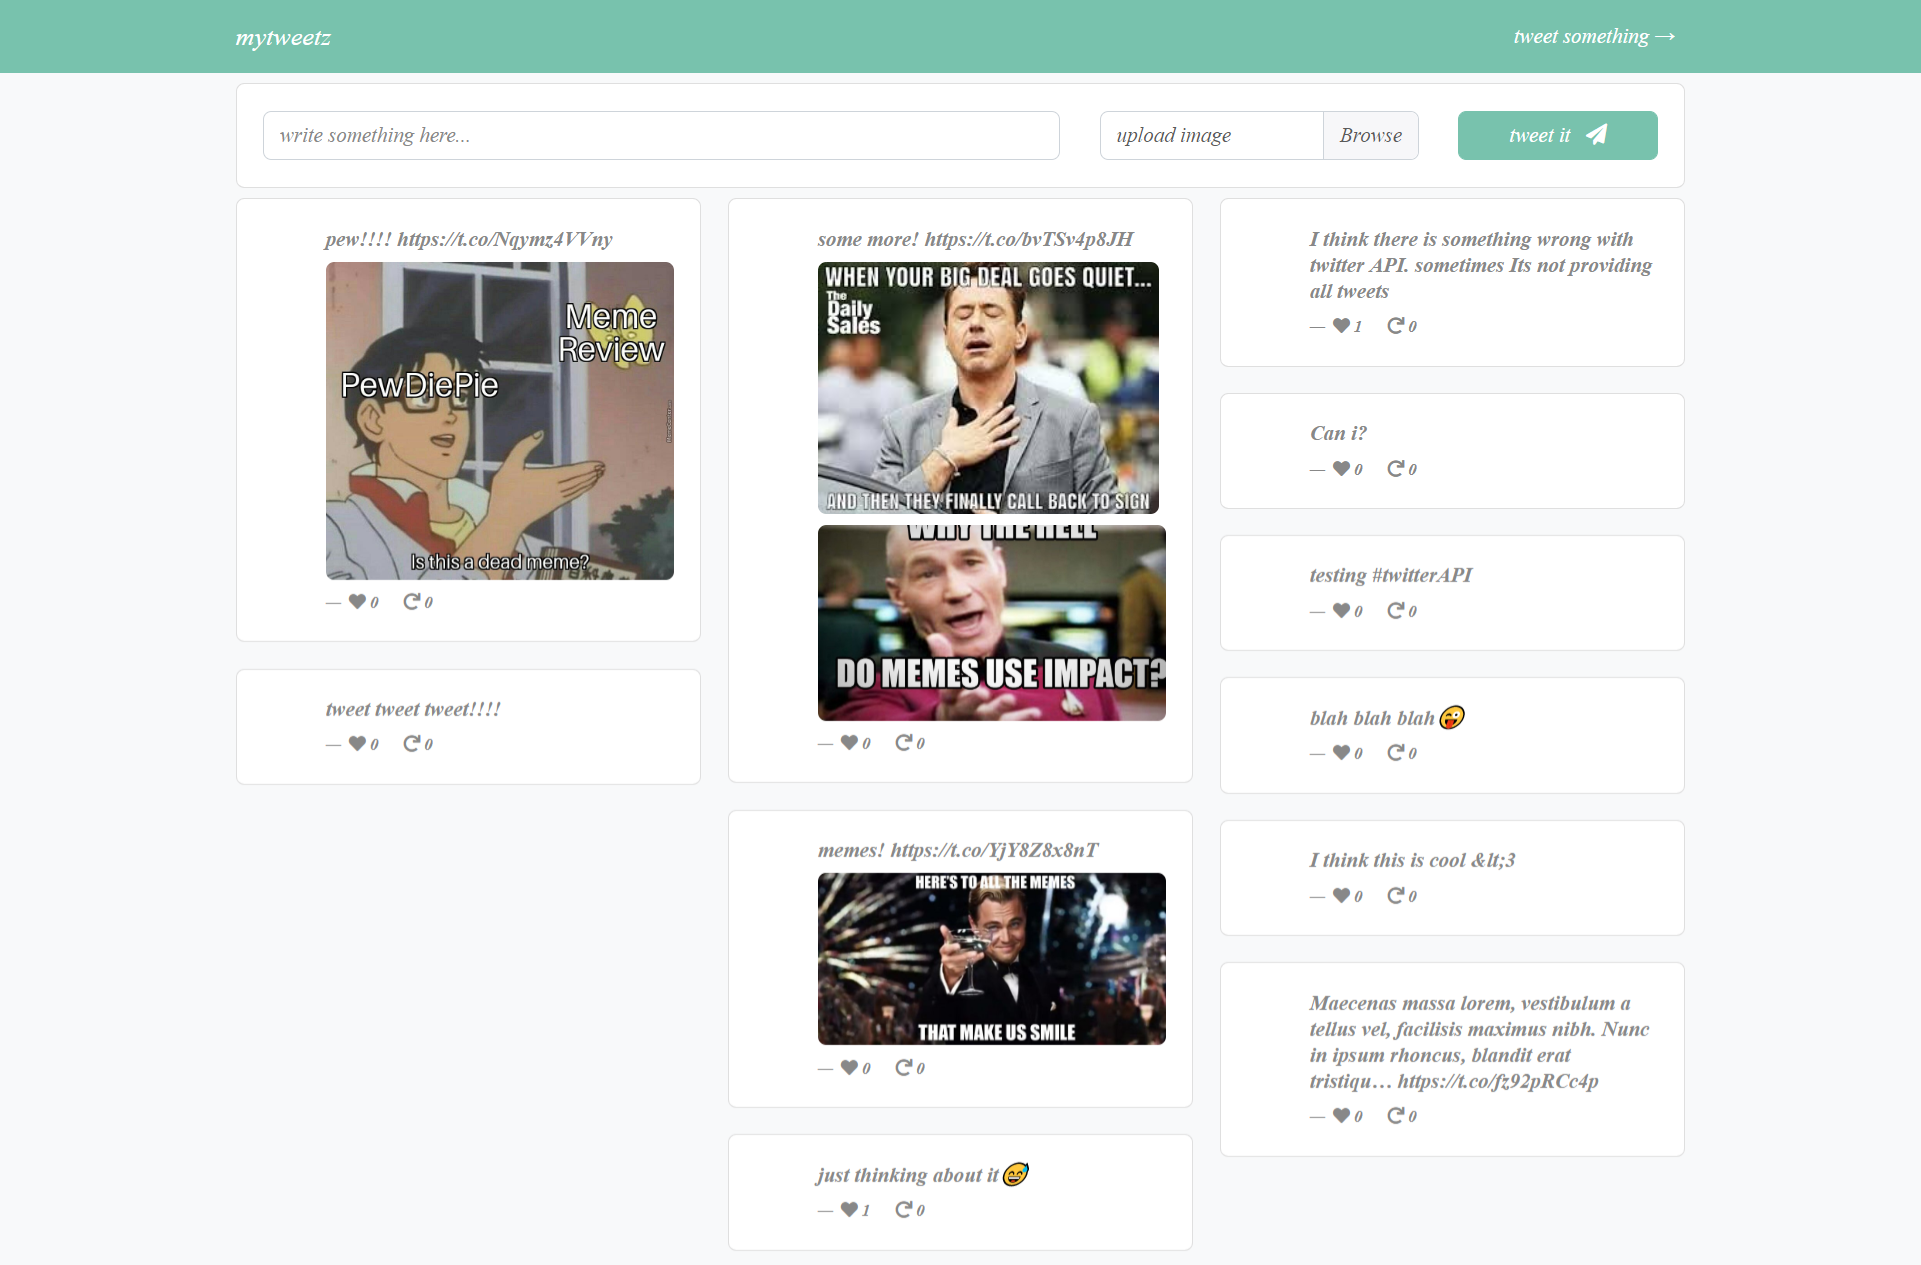 mytweetz
tweet something →
write something here...
upload image
Browse
tweet it
pew!!!! https://t.co/Nqymz4VVny
Meme
Review
PewDiePie
Is this a dead meme?
— 0 0
tweet tweet tweet!!!!
— 0 0
some more! https://t.co/bvTSv4p8JH
WHEN YOUR BIG DEAL GOES QUIET...
The
Daily
Sales
AND THEN THEY FINALLY CALL BACK TO SIGN
WHY THE HELL
DO MEMES USE IMPACT?
— 0 0
memes! https://t.co/YjY8Z8x8nT
HERE'S TO ALL THE MEMES
THAT MAKE US SMILE
— 0 0
just thinking about it 😅
— 1 0
I think there is something wrong with
twitter API. sometimes Its not providing
all tweets
— 1 0
Can i?
— 0 0
testing #twitterAPI
— 0 0
blah blah blah 😜
— 0 0
I think this is cool &lt;3
— 0 0
Maecenas massa lorem, vestibulum a
tellus vel, facilisis maximus nibh. Nunc
in ipsum rhoncus, blandit erat
tristiqu… https://t.co/fz92pRCc4p
— 0 0